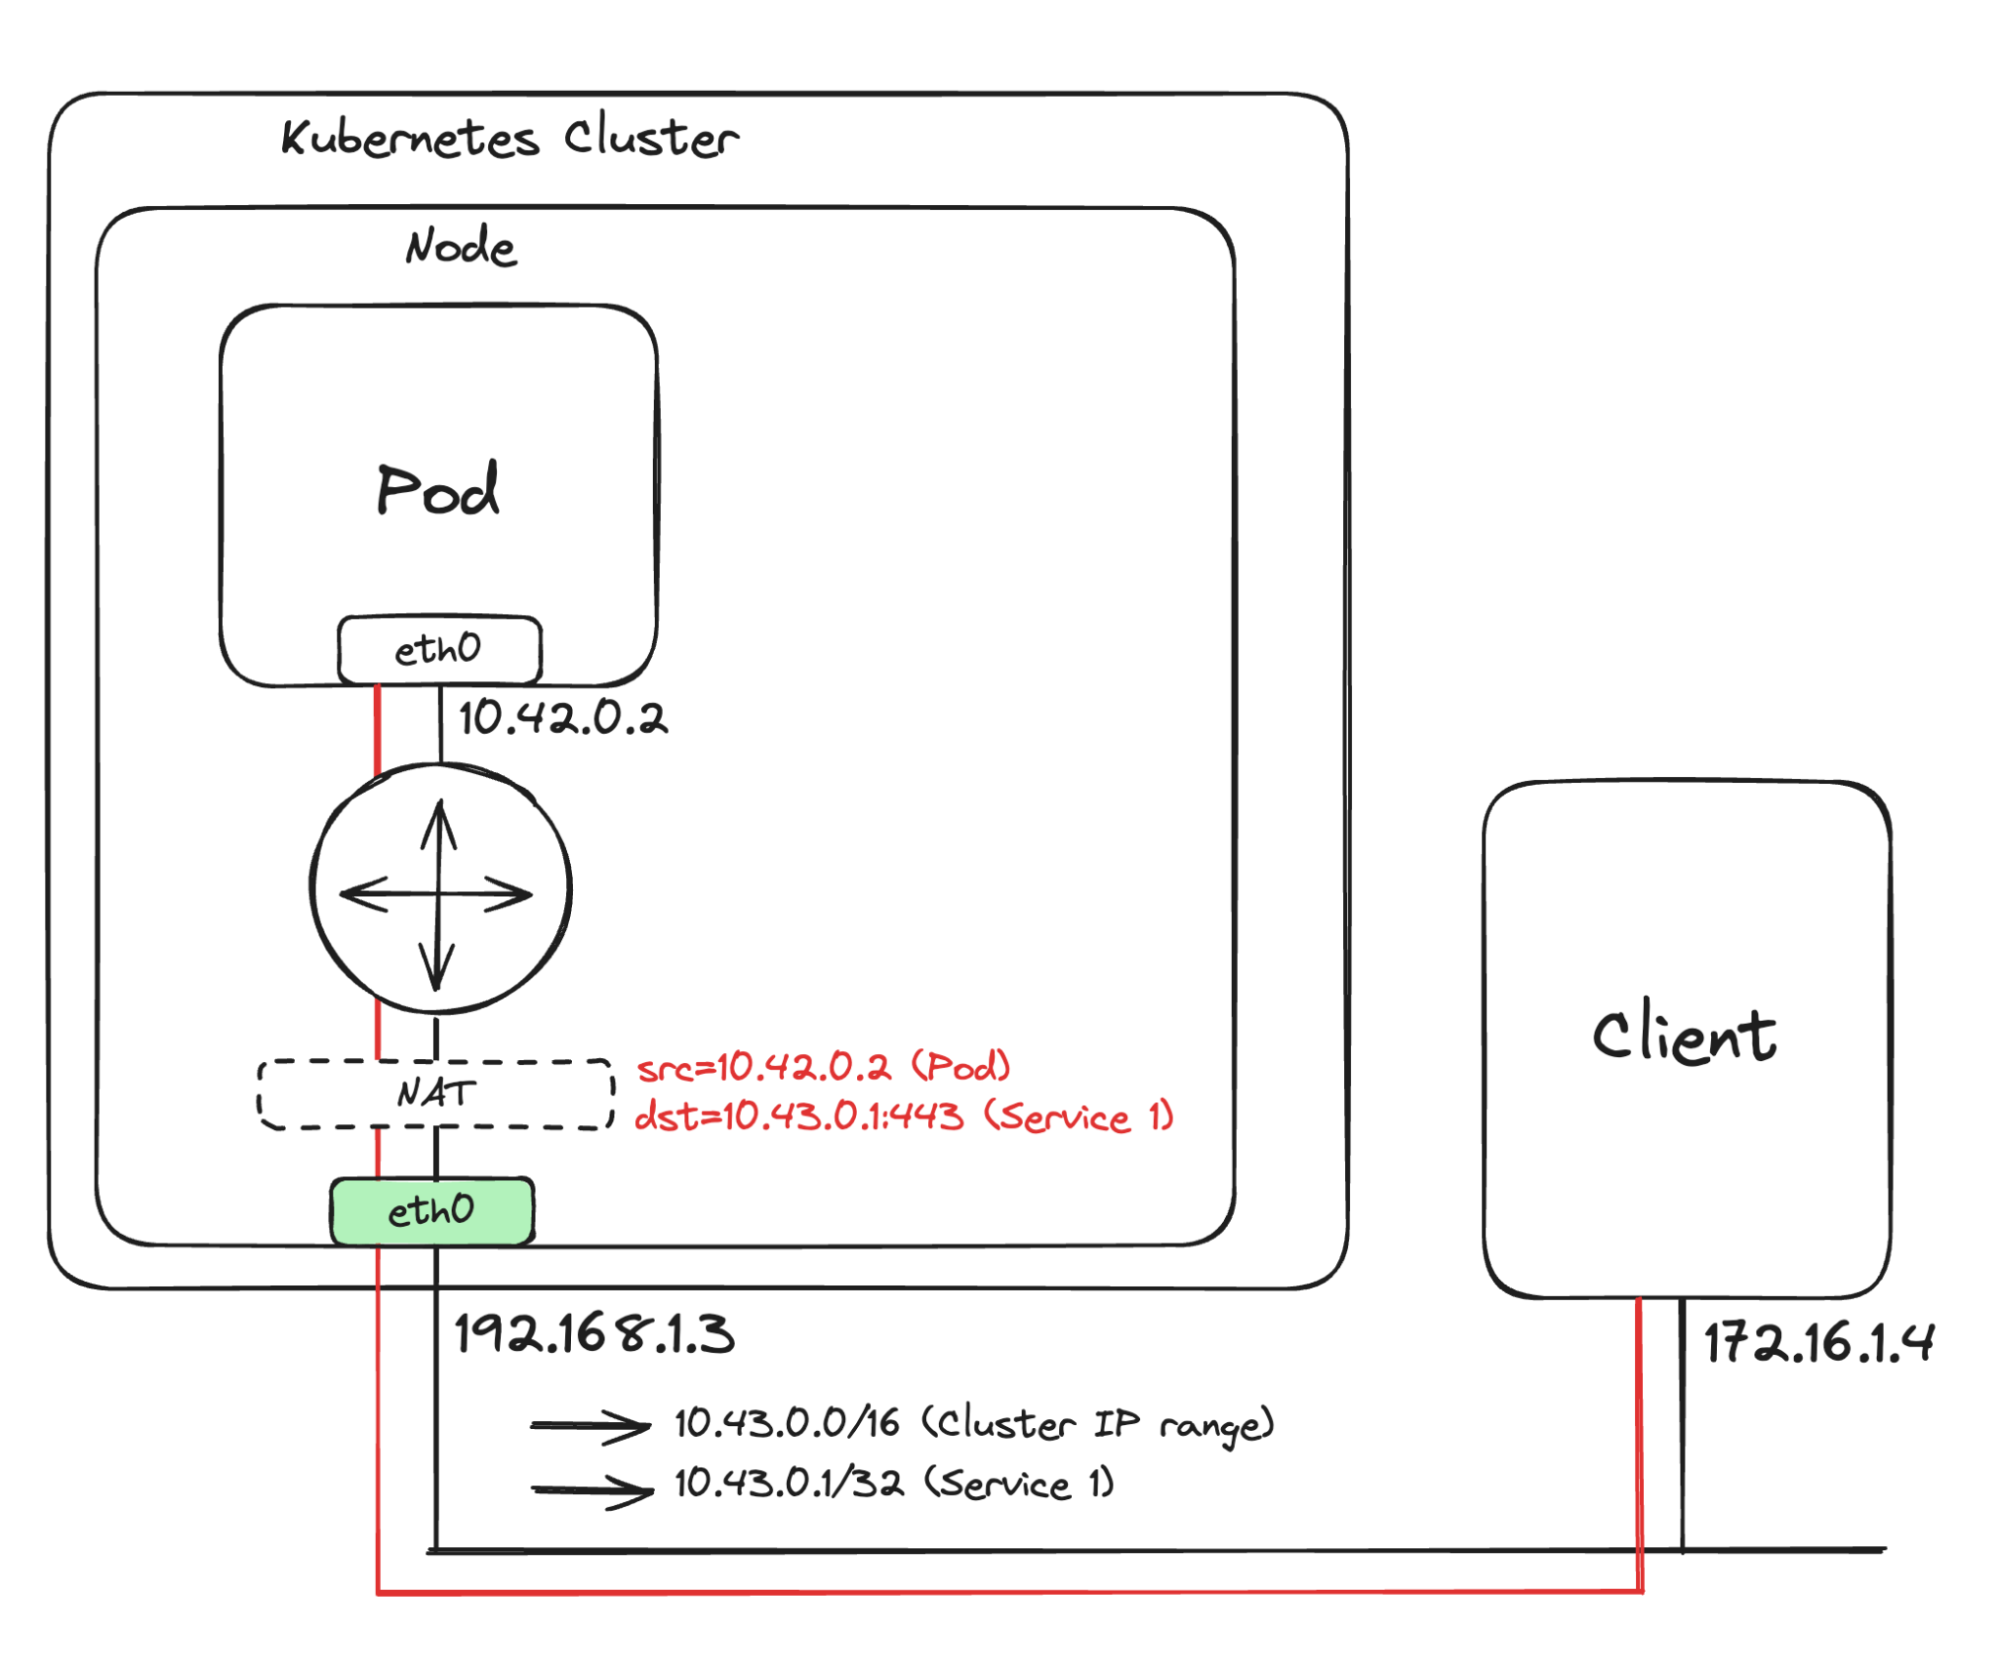 Kubernetes Cluster
Node
Pod
eth0
10.42.0.2
NAT
src=10.42.0.2 (Pod)
dst=10.43.0.1:443 (Service 1)
eth0
192.168.1.3
10.43.0.0/16 (Cluster IP range)
10.43.0.1/32 (Service 1)
Client
172.16.1.4